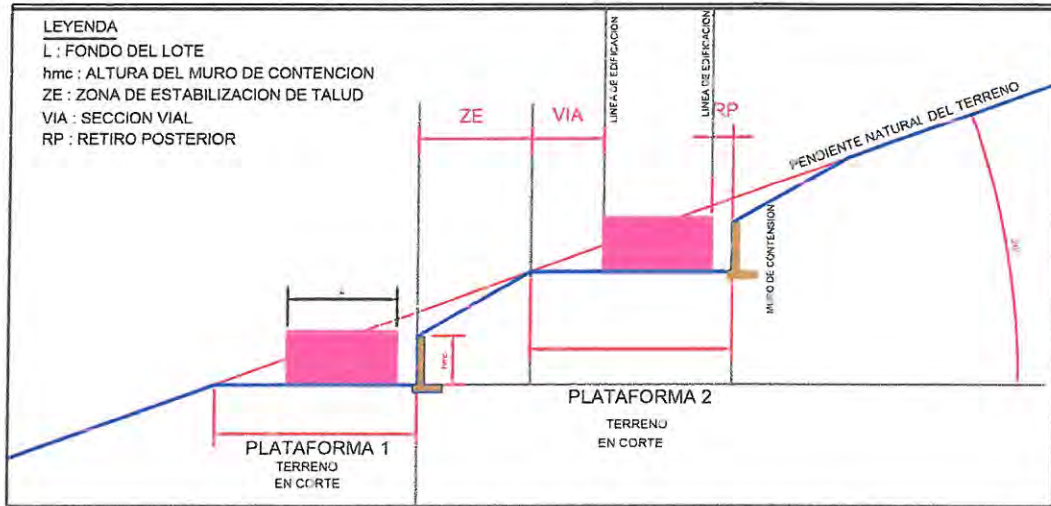 LEYENDA
L : FONDO DEL LOTE
hmc : ALTURA DEL MURO DE CONTENCION
ZE : ZONA DE ESTABILIZACION DE TALUD
VIA : SECCION VIAL
RP : RETIRO POSTERIOR
ZE
VIA
LINEA DE EDIFICACION
LINEA DE EDIFICACION
RP
PENDIENTE NATURAL DEL TERRENO
MURO DE CONTENSION
L
hmc
PLATAFORMA 1
TERRENO
EN CORTE
PLATAFORMA 2
TERRENO
EN CORTE